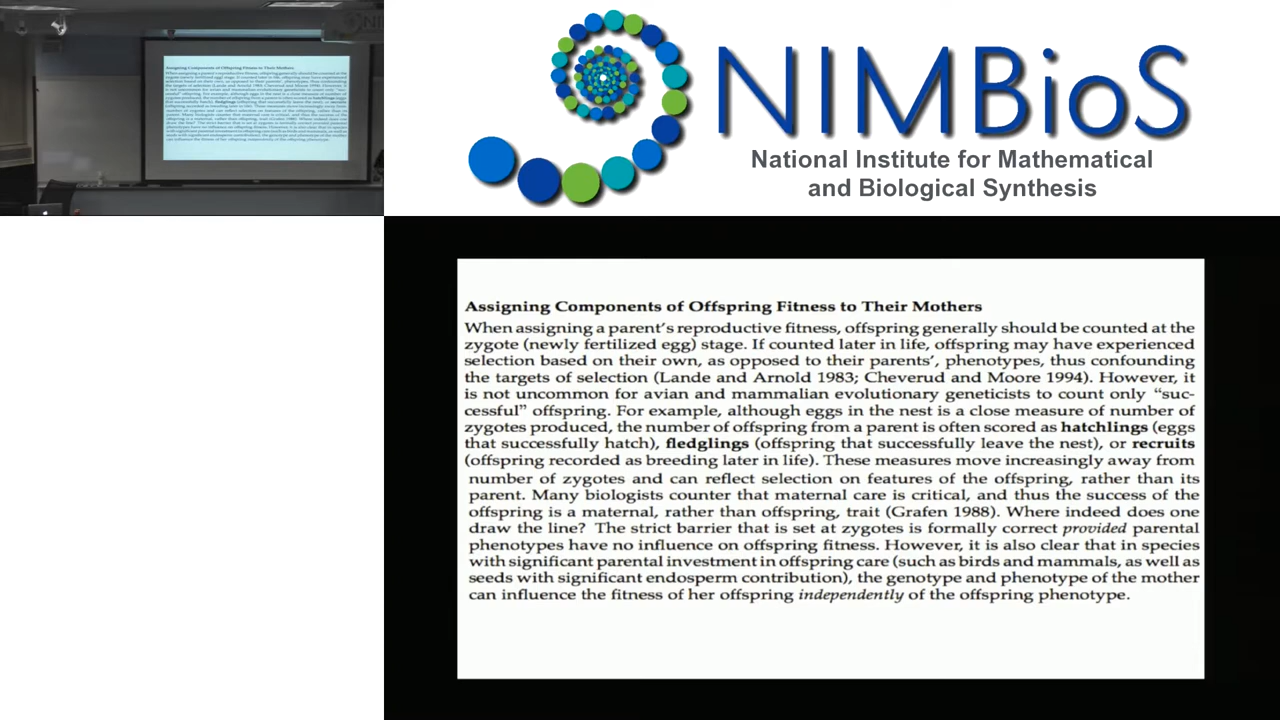 NIMBioS
National Institute for Mathematical
and Biological Synthesis
Assigning Components of Offspring Fitness to Their Mothers
When assigning a parent's reproductive fitness, offspring generally should be counted at the
zygote (newly fertilized egg) stage. If counted later in life, offspring may have experienced
selection based on their own, as opposed to their parents', phenotypes, thus confounding
the targets of selection (Lande and Arnold 1983; Cheverud and Moore 1994). However, it
is not uncommon for avian and mammalian evolutionary geneticists to count only “suc-
cessful” offspring. For example, although eggs in the nest is a close measure of number of
zygotes produced, the number of offspring from a parent is often scored as hatchlings (eggs
that successfully hatch), fledglings (offspring that successfully leave the nest), or recruits
(offspring recorded as breeding later in life). These measures move increasingly away from
number of zygotes and can reflect selection on features of the offspring, rather than its
parent. Many biologists counter that maternal care is critical, and thus the success of the
offspring is a maternal, rather than offspring, trait (Grafen 1988). Where indeed does one
draw the line? The strict barrier that is set at zygotes is formally correct provided parental
phenotypes have no influence on offspring fitness. However, it is also clear that in species
with significant parental investment in offspring care (such as birds and mammals, as well as
seeds with significant endosperm contribution), the genotype and phenotype of the mother
can influence the fitness of her offspring independently of the offspring phenotype.